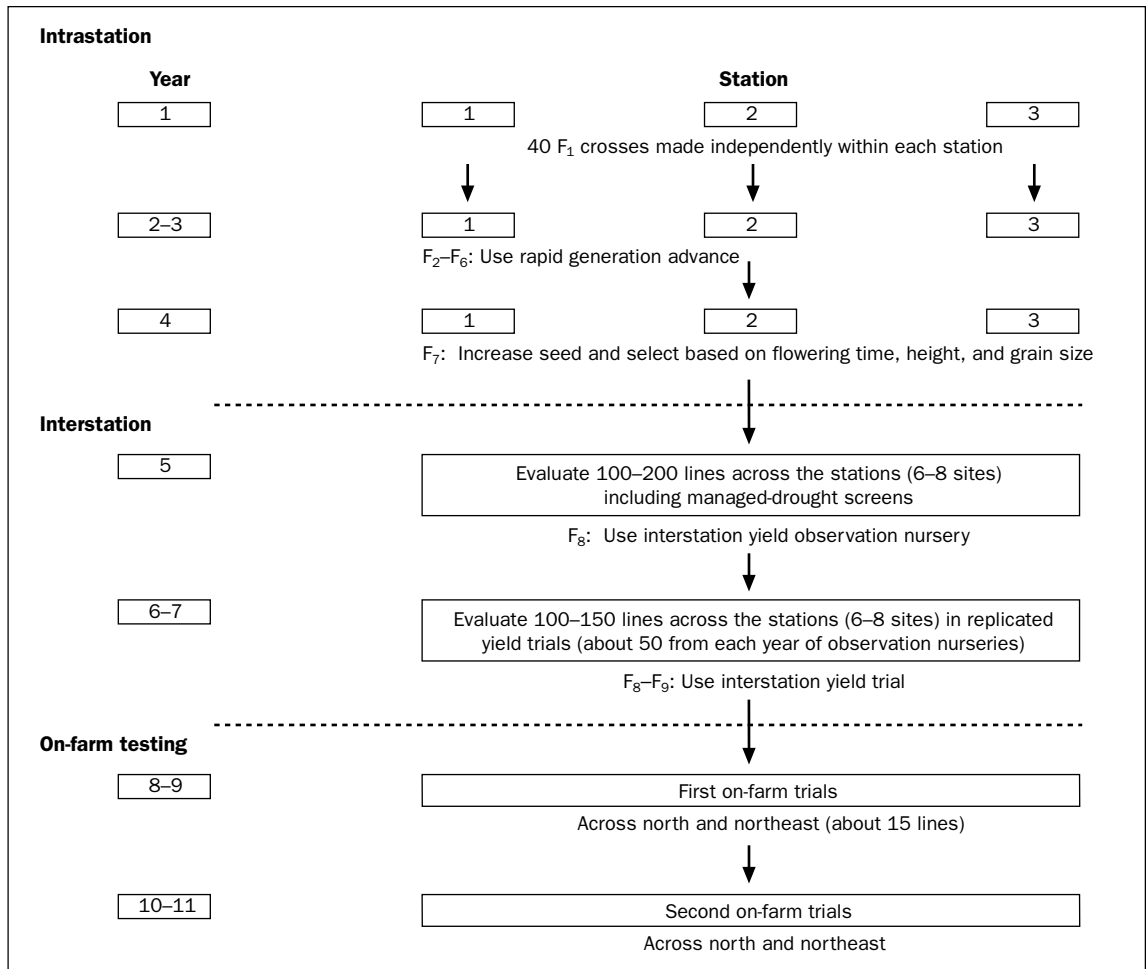 Intrastation
Year Station
1 1 2 3
40 F₁ crosses made independently within each station
2–3 1 2 3
F₂–F₆: Use rapid generation advance
4 1 2 3
F₇: Increase seed and select based on flowering time, height, and grain size
Interstation
5 Evaluate 100–200 lines across the stations (6–8 sites)
including managed-drought screens
F₈: Use interstation yield observation nursery
6–7 Evaluate 100–150 lines across the stations (6–8 sites) in replicated
yield trials (about 50 from each year of observation nurseries)
F₈–F₉: Use interstation yield trial
On-farm testing
8–9 First on-farm trials
Across north and northeast (about 15 lines)
10–11 Second on-farm trials
Across north and northeast